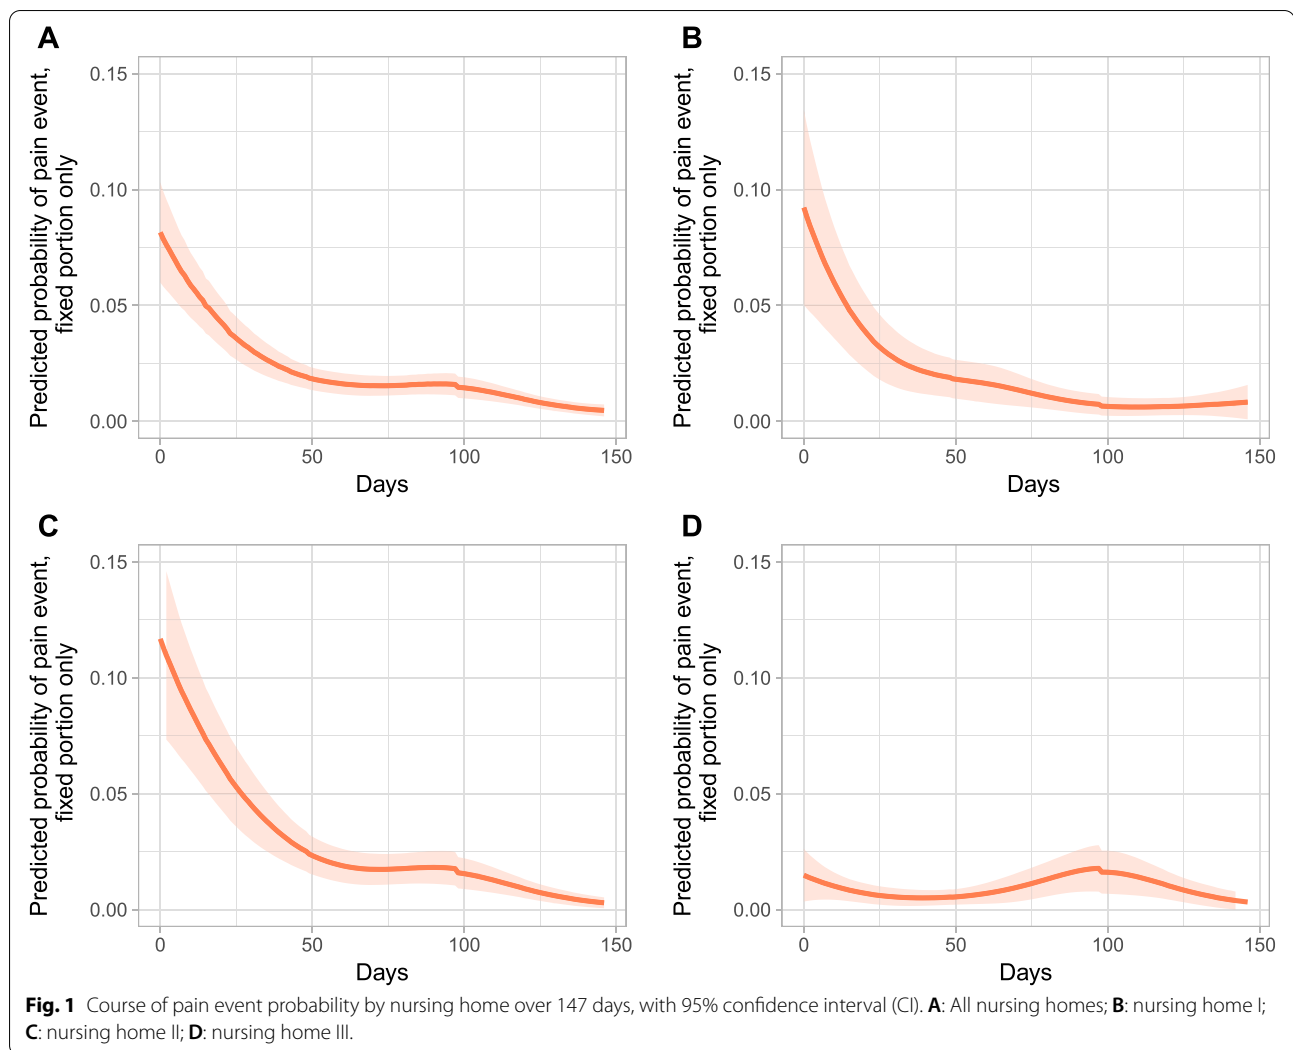 A
Predicted probability of pain event,
fixed portion only
0.15
0.10
0.05
0.00
0 50 100 150
Days
B
Predicted probability of pain event,
fixed portion only
0.15
0.10
0.05
0.00
0 50 100 150
Days
C
Predicted probability of pain event,
fixed portion only
0.15
0.10
0.05
0.00
0 50 100 150
Days
D
Predicted probability of pain event,
fixed portion only
0.15
0.10
0.05
0.00
0 50 100 150
Days
Fig. 1 Course of pain event probability by nursing home over 147 days, with 95% confidence interval (CI). A: All nursing homes; B: nursing home I;
C: nursing home II; D: nursing home III.